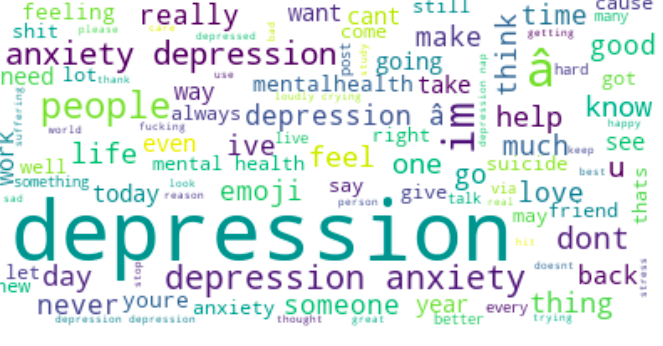 feeling really want cant still cause
shit please care depressed bad come time many
anxiety depression post study going make think getting good
need lot thank use mentalhealth take â hard got
suffering people way loudly crying depression nap know
world always depression â im help happy
work fucking even ive live right much keep see
life mental health feel one suicide
well go best u
something today look emoji say give talk via love thats
sad reason person real may friend
depression hit dont
let day stop depression anxiety doesnt back stress
new never youre anxiety someone year every thing
depression depression thought great better trying